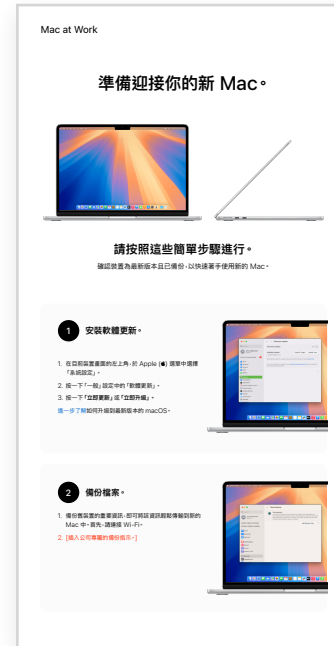 Mac at Work
準備迎接你的新 Mac。
請按照這些簡單步驟進行。
確認裝置為最新版本且已備份，以快速著手使用新的 Mac。
1 安裝軟體更新。
1. 在目前裝置畫面的左上角，於 Apple () 選單中選擇
「系統設定」。
2. 按一下「一般」設定中的「軟體更新」。
3. 按一下「立即更新」或「立即升級」。
進一步了解如何升級到最新版本的 macOS。
2 備份檔案。
1. 備份舊裝置的重要資訊，即可將該資訊輕鬆傳輸到新的
Mac 中。首先，請連接 Wi-Fi。
2. [插入公司專屬的備份指示。]